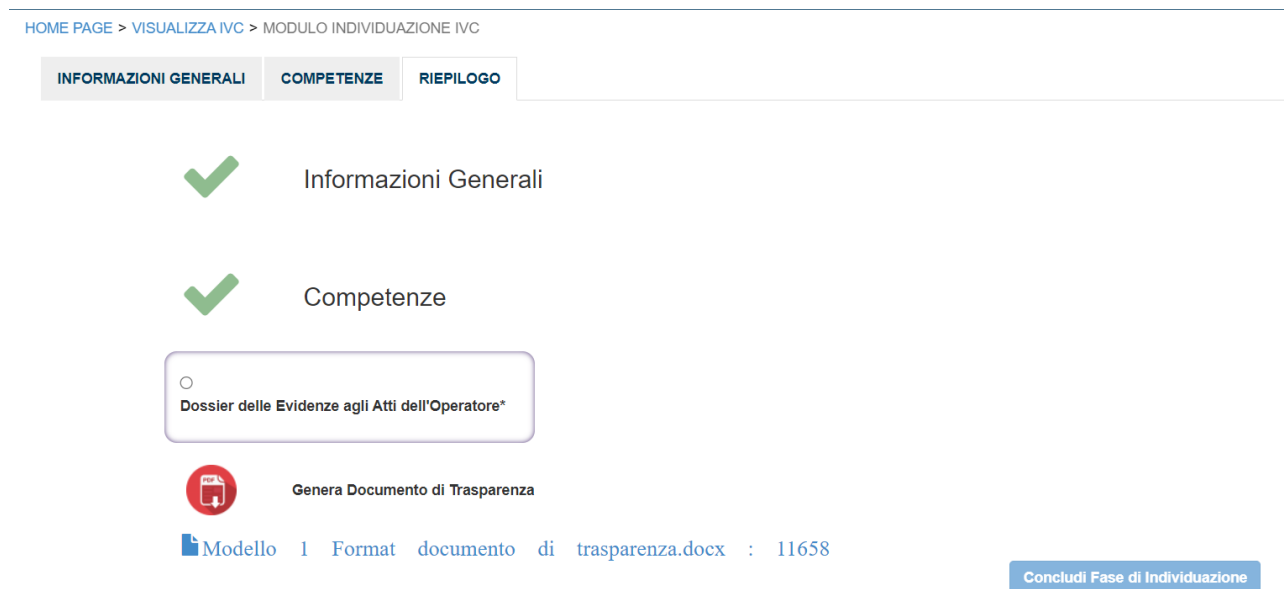 HOME PAGE > VISUALIZZA IVC > MODULO INDIVIDUAZIONE IVC
INFORMAZIONI GENERALI COMPETENZE RIEPILOGO
Informazioni Generali
Competenze
Dossier delle Evidenze agli Atti dell'Operatore*
PDF
Genera Documento di Trasparenza
Modello 1 Format documento di trasparenza.docx : 11658
Concludi Fase di Individuazione